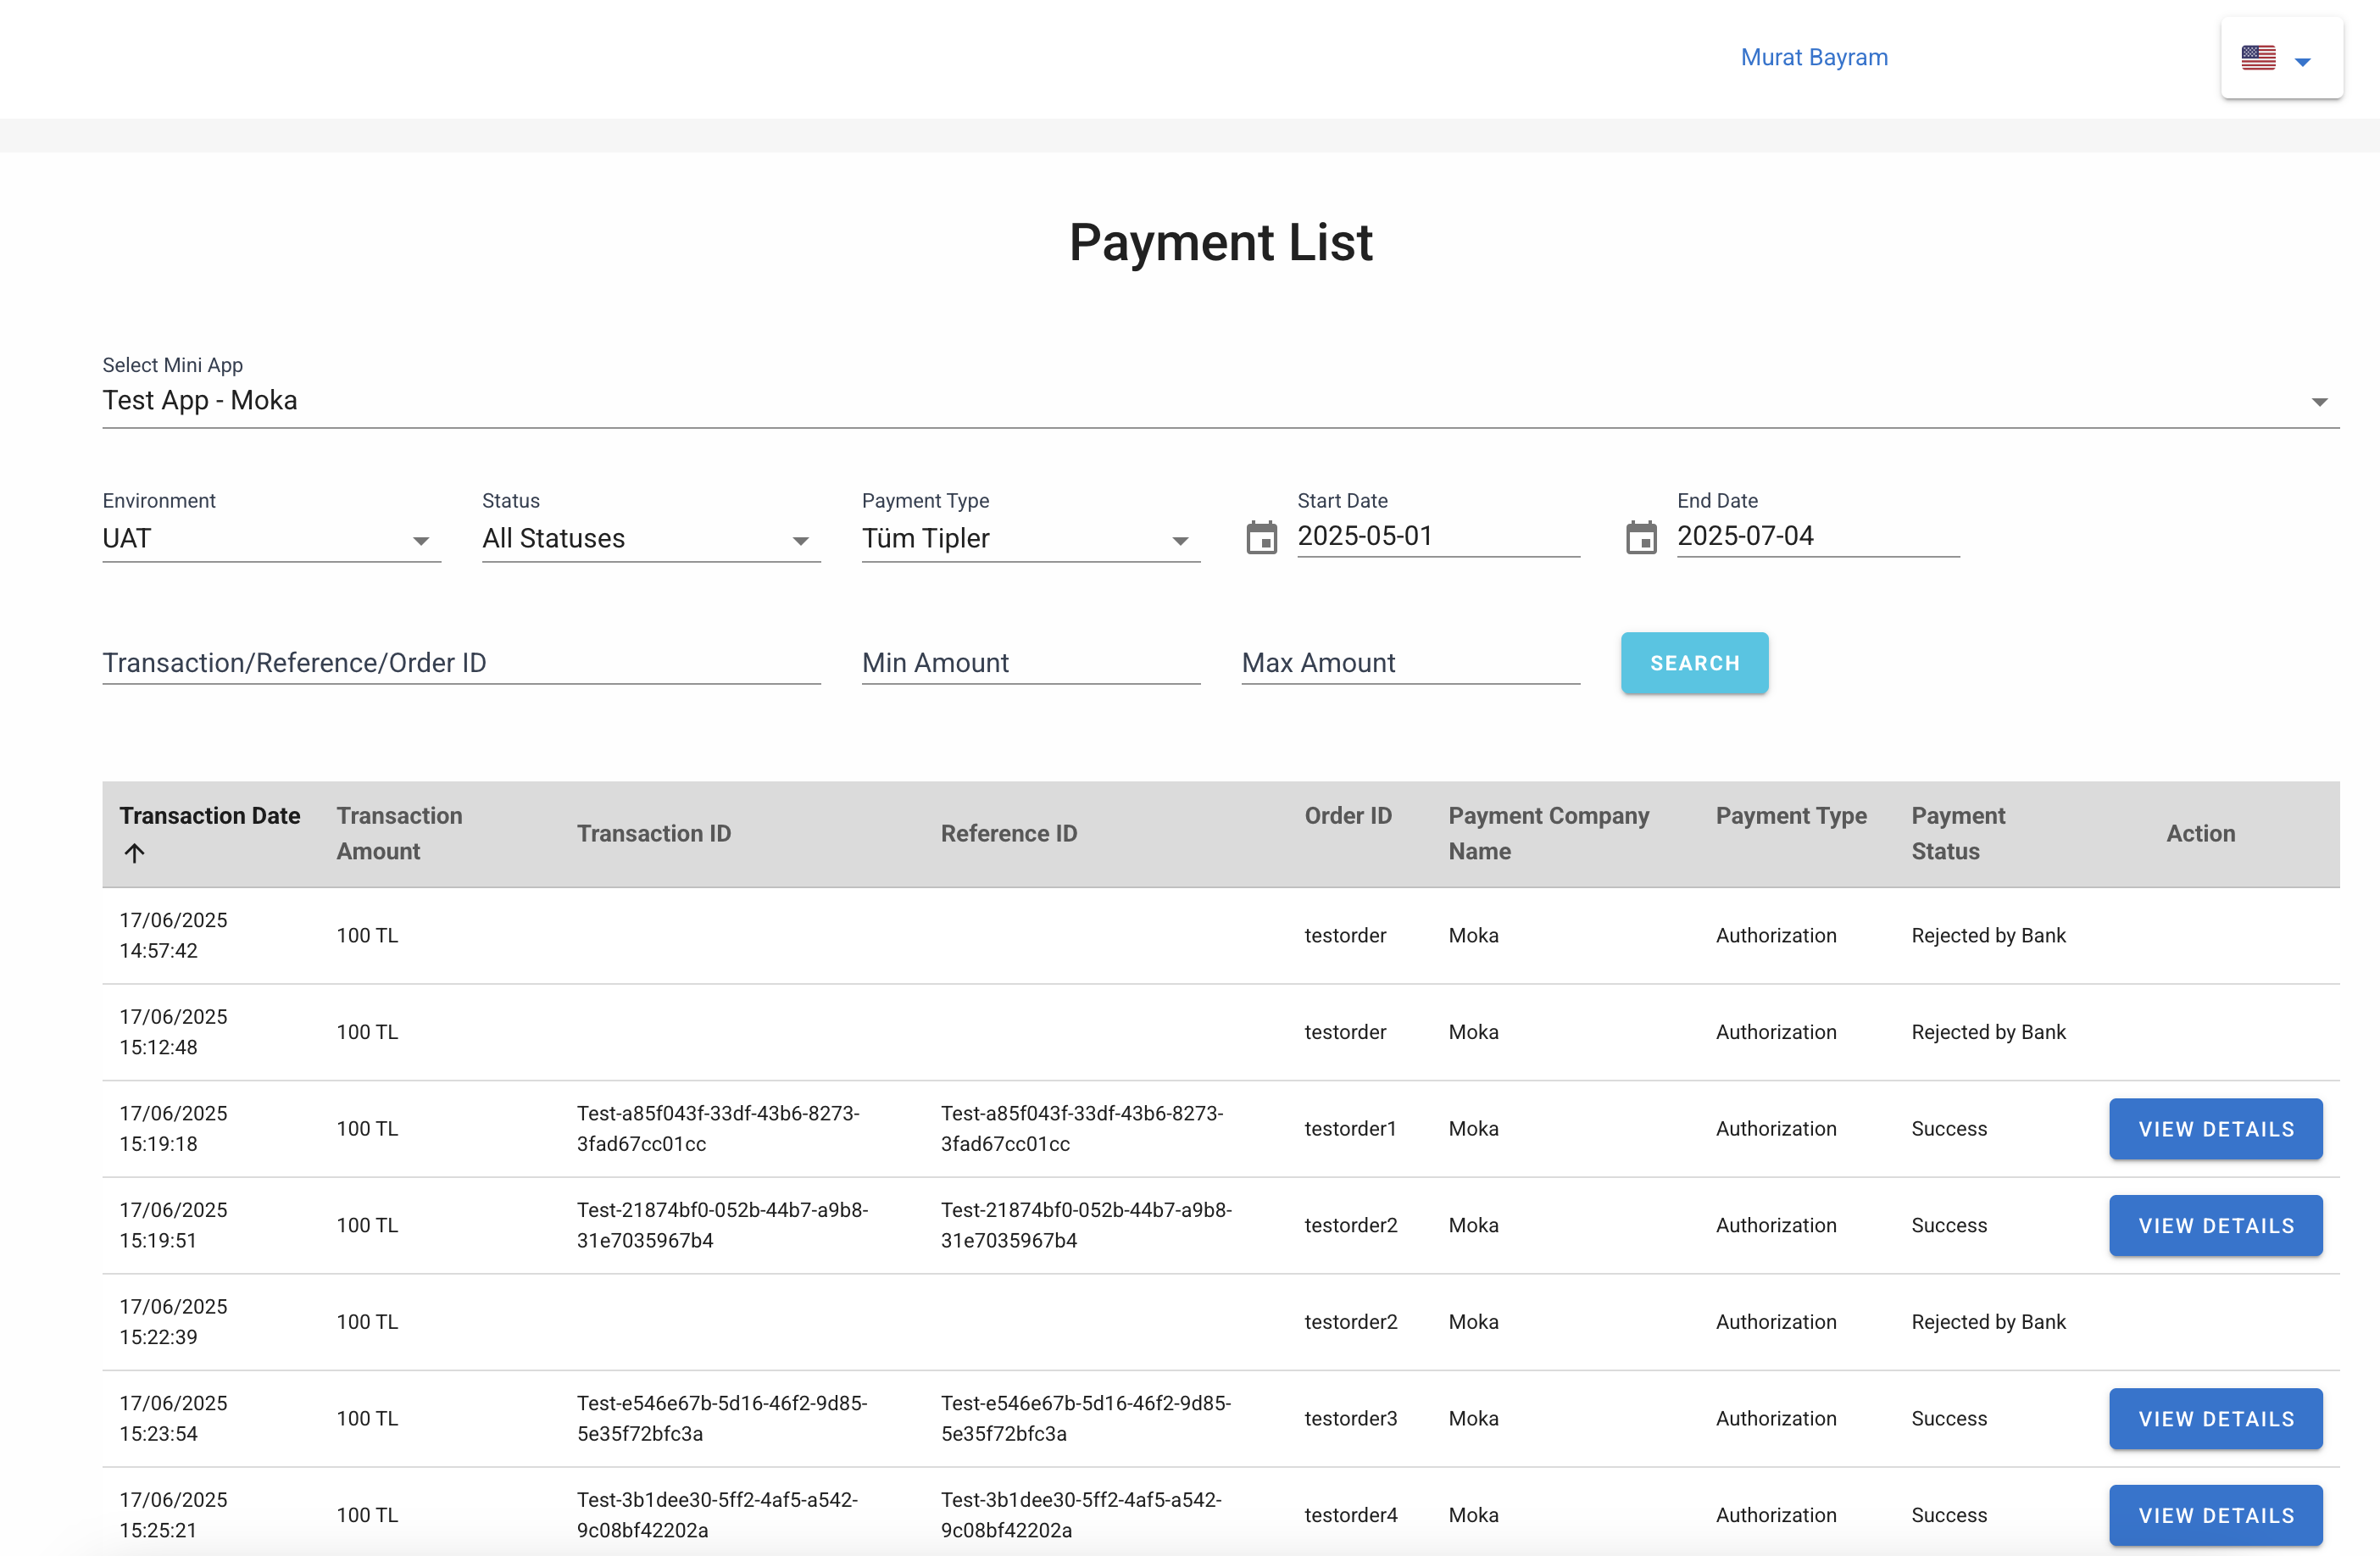 Murat Bayram
Payment List
Select Mini App
Test App - Moka
Environment
UAT
Status
All Statuses
Payment Type
Tüm Tipler
Start Date
2025-05-01
End Date
2025-07-04
Transaction/Reference/Order ID
Min Amount
Max Amount
SEARCH
Transaction Date
Transaction
Amount
Transaction ID
Reference ID
Order ID
Payment Company
Name
Payment Type
Payment
Status
Action
17/06/2025
14:57:42
100 TL
testorder
Moka
Authorization
Rejected by Bank
17/06/2025
15:12:48
100 TL
testorder
Moka
Authorization
Rejected by Bank
17/06/2025
15:19:18
100 TL
Test-a85f043f-33df-43b6-8273-
3fad67cc01cc
Test-a85f043f-33df-43b6-8273-
3fad67cc01cc
testorder1
Moka
Authorization
Success
VIEW DETAILS
17/06/2025
15:19:51
100 TL
Test-21874bf0-052b-44b7-a9b8-
31e7035967b4
Test-21874bf0-052b-44b7-a9b8-
31e7035967b4
testorder2
Moka
Authorization
Success
VIEW DETAILS
17/06/2025
15:22:39
100 TL
testorder2
Moka
Authorization
Rejected by Bank
17/06/2025
15:23:54
100 TL
Test-e546e67b-5d16-46f2-9d85-
5e35f72bfc3a
Test-e546e67b-5d16-46f2-9d85-
5e35f72bfc3a
testorder3
Moka
Authorization
Success
VIEW DETAILS
17/06/2025
15:25:21
100 TL
Test-3b1dee30-5ff2-4af5-a542-
9c08bf42202a
Test-3b1dee30-5ff2-4af5-a542-
9c08bf42202a
testorder4
Moka
Authorization
Success
VIEW DETAILS